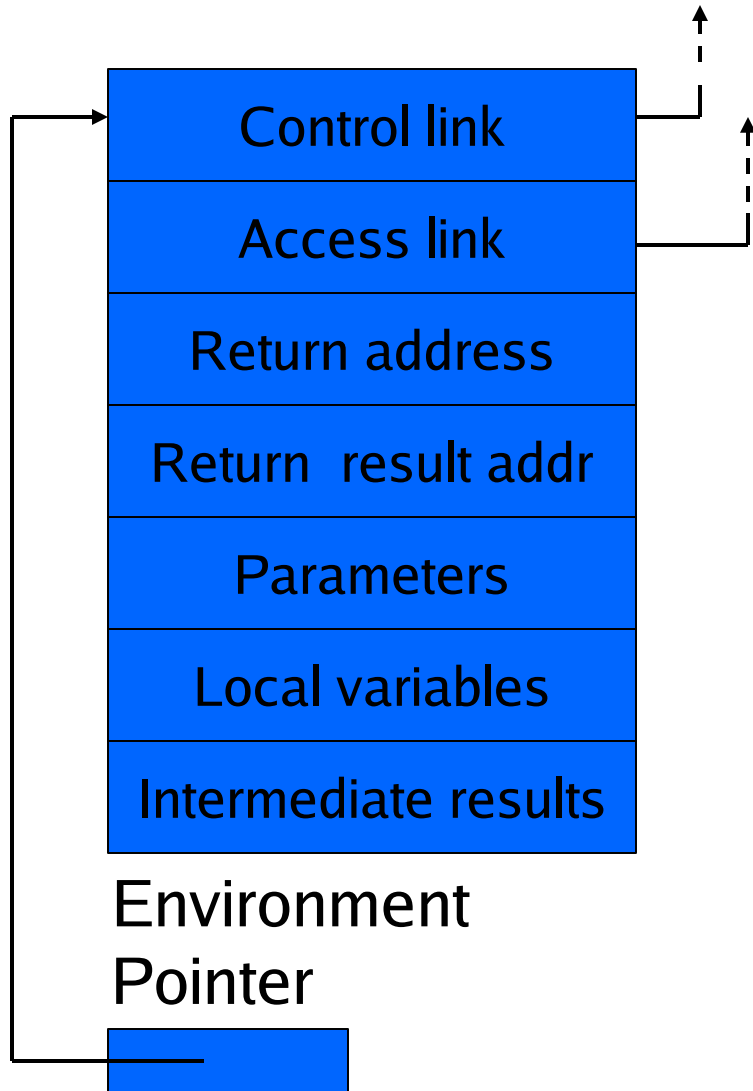 Control link
Access link
Return address
Return  result addr
Parameters
Local variables
Intermediate results
Environment
Pointer